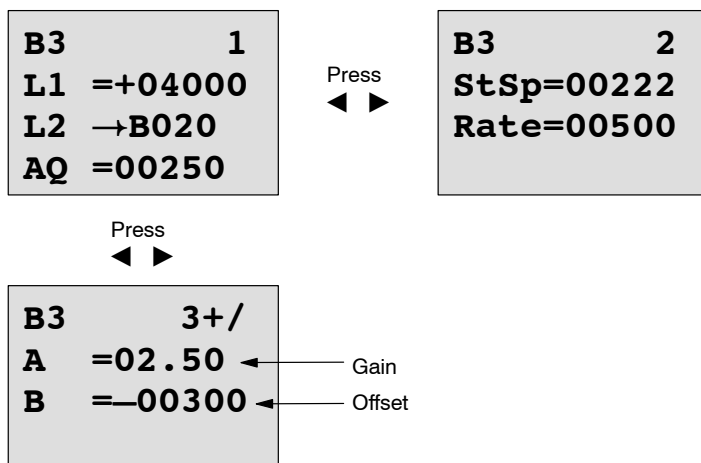 B3 1
L1 =+04000
L2 →B020
AQ =00250
Press
◀ ▶
B3 2
StSp=00222
Rate=00500
Press
◀ ▶
B3 3+/
A =02.50
Gain
B =–00300
Offset